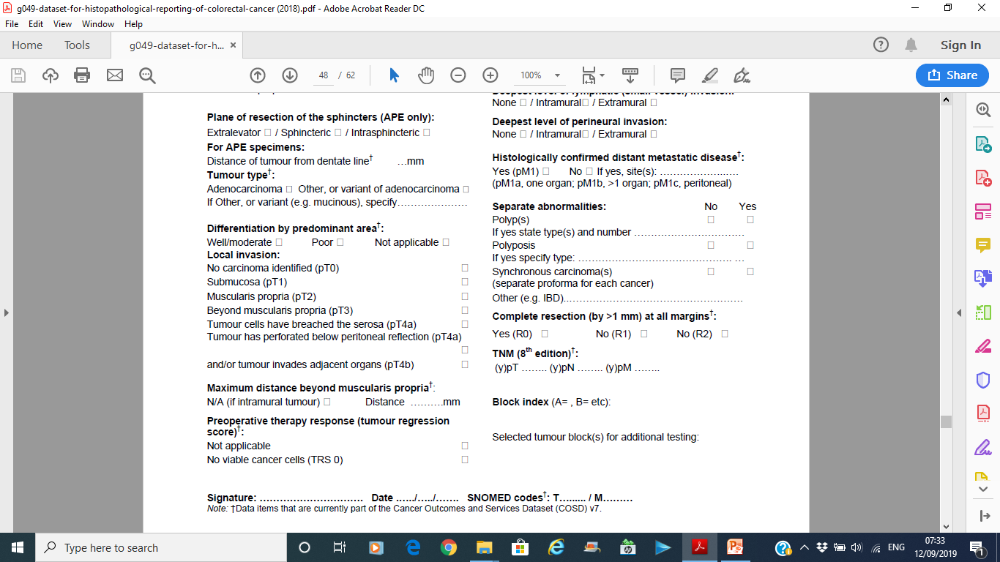 g049-dataset-for-histopathological-reporting-of-colorectal-cancer (2018).pdf - Adobe Acrobat Reader DC
File Edit View Window Help
Home Tools g049-dataset-for-h... × Sign In
48 / 62 100% Share
Plane of resection of the sphincters (APE only):
Extralevator □ / Sphincteric □ / Intrasphincteric □
For APE specimens:
Distance of tumour from dentate line† …mm
Tumour type†:
Adenocarcinoma □ Other, or variant of adenocarcinoma □
If Other, or variant (e.g. mucinous), specify…………………
Differentiation by predominant area†:
Well/moderate □ Poor □ Not applicable □
Local invasion:
No carcinoma identified (pT0) □
Submucosa (pT1) □
Muscularis propria (pT2) □
Beyond muscularis propria (pT3) □
Tumour cells have breached the serosa (pT4a) □
Tumour has perforated below peritoneal reflection (pT4a)
□
and/or tumour invades adjacent organs (pT4b) □
Maximum distance beyond muscularis propria†:
N/A (if intramural tumour) □ Distance ……….mm
Preoperative therapy response (tumour regression
score)†:
Not applicable □
No viable cancer cells (TRS 0) □
Deepest level of lymphatic (small vessel) invasion:
None □ / Intramural□ / Extramural □
Deepest level of perineural invasion:
None □ / Intramural□ / Extramural □
Histologically confirmed distant metastatic disease†:
Yes (pM1) □ No □ If yes, site(s): ………………...….
(pM1a, one organ; pM1b, >1 organ; pM1c, peritoneal)
Separate abnormalities: No Yes
Polyp(s) □ □
If yes state type(s) and number ……………………………
Polyposis □ □
If yes specify type: ………………………………………. …
Synchronous carcinoma(s) □ □
(separate proforma for each cancer)
Other (e.g. IBD)..……………………………………………
Complete resection (by >1 mm) at all margins†:
Yes (R0) □ No (R1) □ No (R2) □
TNM (8th edition)†:
(y)pT …….. (y)pN …….. (y)pM ……..
Block index (A= , B= etc):
Selected tumour block(s) for additional testing:
Signature: ………………………. Date ….../…../……. SNOMED codes†: T…...... / M………
Note: †Data items that are currently part of the Cancer Outcomes and Services Dataset (COSD) v7.
Type here to search
ENG
07:33
12/09/2019
1